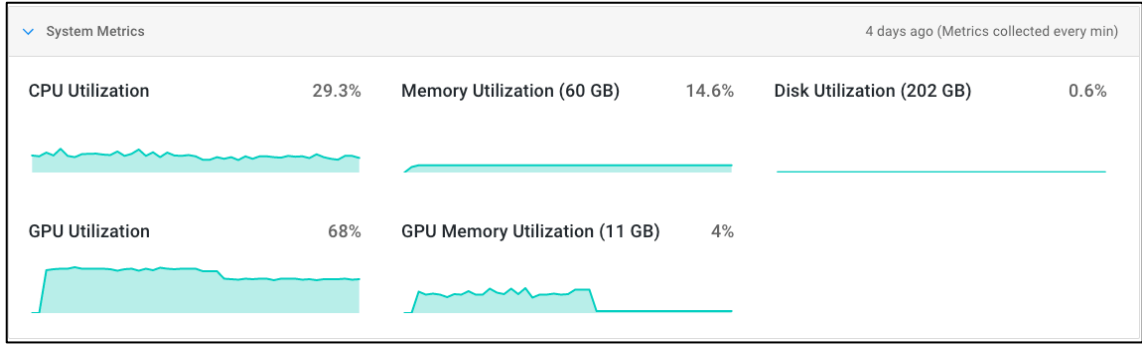 System Metrics 4 days ago (Metrics collected every min)
CPU Utilization 29.3% Memory Utilization (60 GB) 14.6% Disk Utilization (202 GB) 0.6%
GPU Utilization 68% GPU Memory Utilization (11 GB) 4%